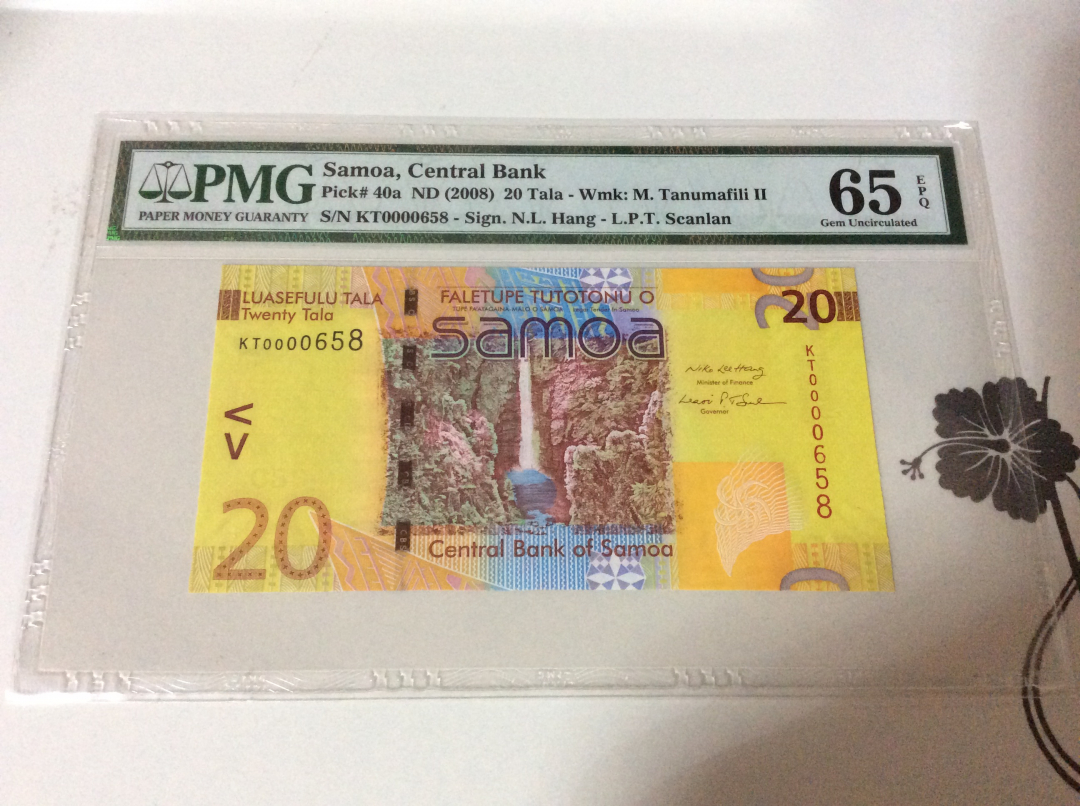 PMG
PAPER MONEY GUARANTY
Samoa, Central Bank
Pick# 40a ND (2008) 20 Tala - Wmk: M. Tanumafili II
S/N KT0000658 - Sign. N.L. Hang - L.P.T. Scanlan
65
EPQ
Gem Uncirculated
LUASEFULU TALA
Twenty Tala
KT0000658
FALETUPE TUTOTONU O
samoa
20
Minister of Finance
Governor
KT0000658
20
Central Bank of Samoa